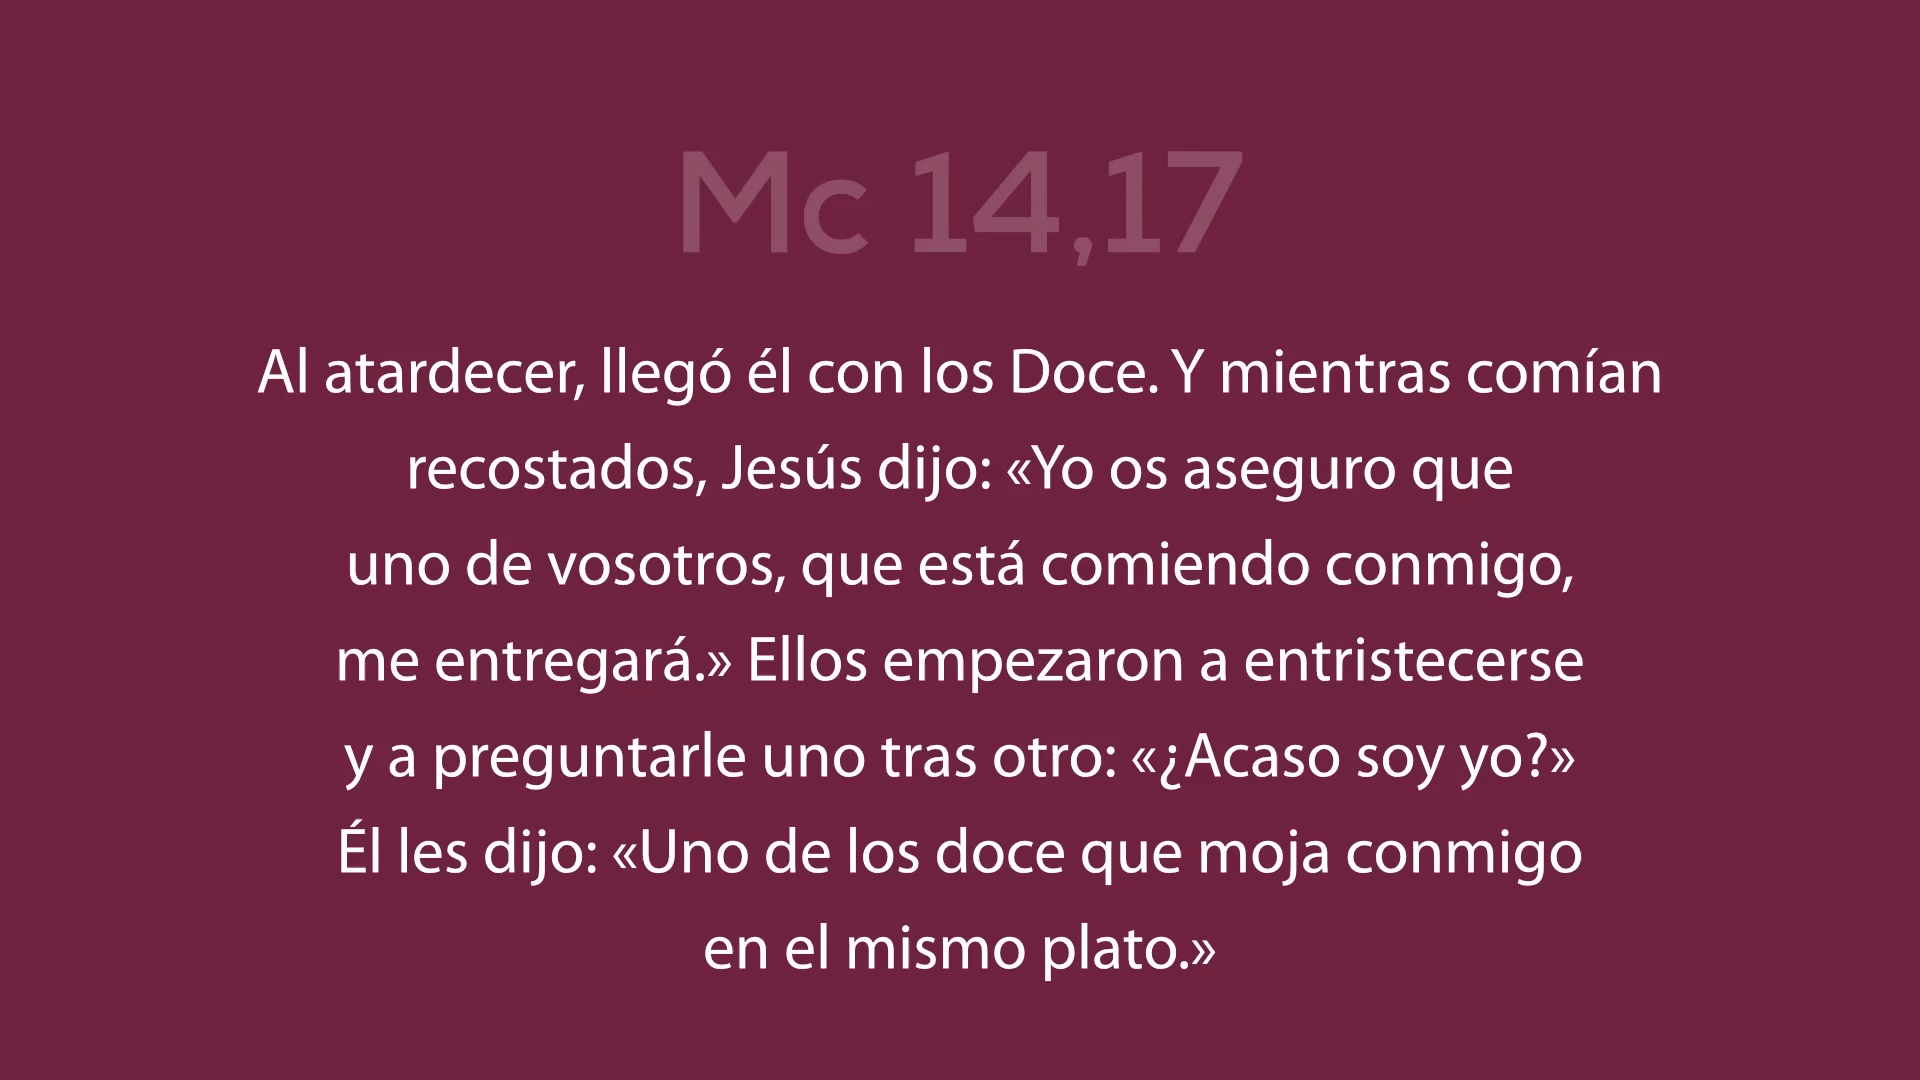 Mc 14,17
Al atardecer, llegó él con los Doce. Y mientras comían
recostados, Jesús dijo: «Yo os aseguro que
uno de vosotros, que está comiendo conmigo,
me entregará.» Ellos empezaron a entristecerse
y a preguntarle uno tras otro: «¿Acaso soy yo?»
Él les dijo: «Uno de los doce que moja conmigo
en el mismo plato.»